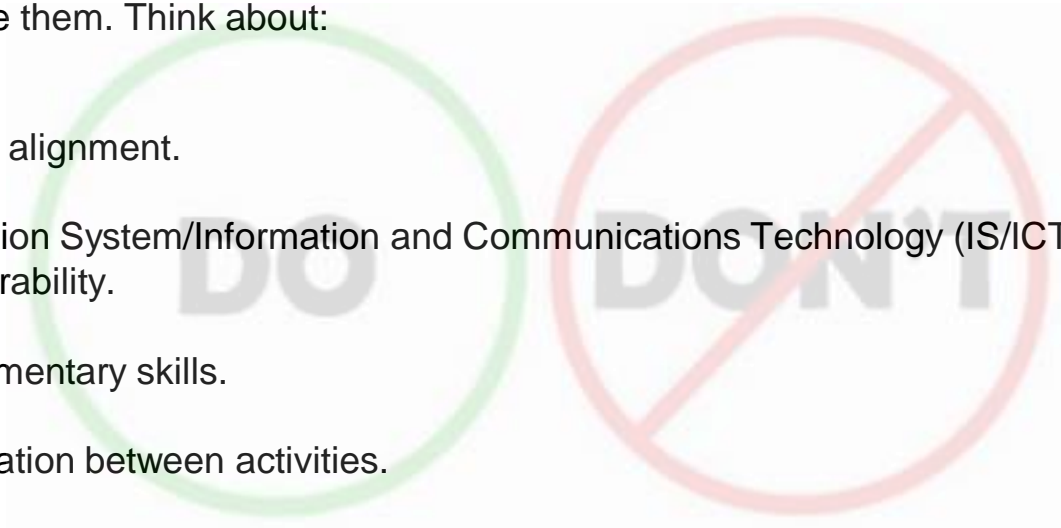 e them. Think about:
alignment.
ion System/Information and Communications Technology (IS/ICT
rability.
mentary skills.
ation between activities.
DO DON'T